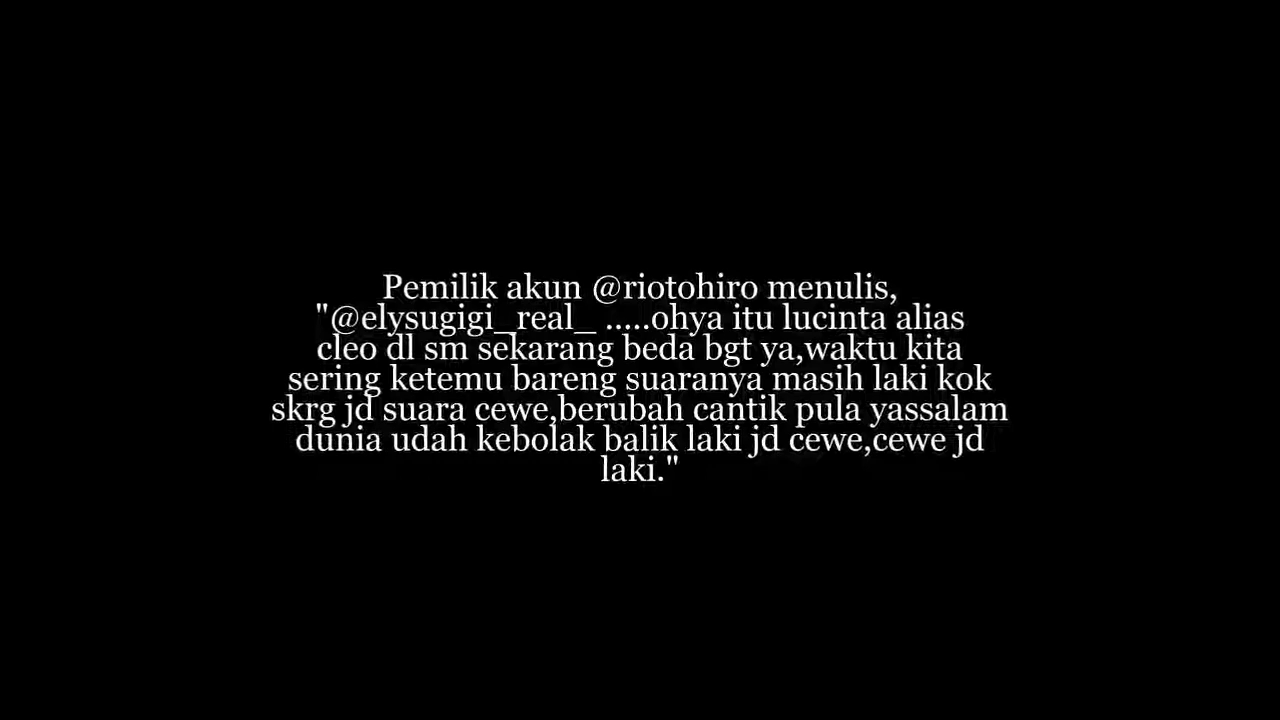 Pemilik akun @riotohiro menulis,
"@elysugigi_real_ .....ohya itu lucinta alias
cleo dl sm sekarang beda bgt ya,waktu kita
sering ketemu bareng suaranya masih laki kok
skrg jd suara cewe,berubah cantik pula yassalam
dunia udah kebolak balik laki jd cewe,cewe jd
laki."